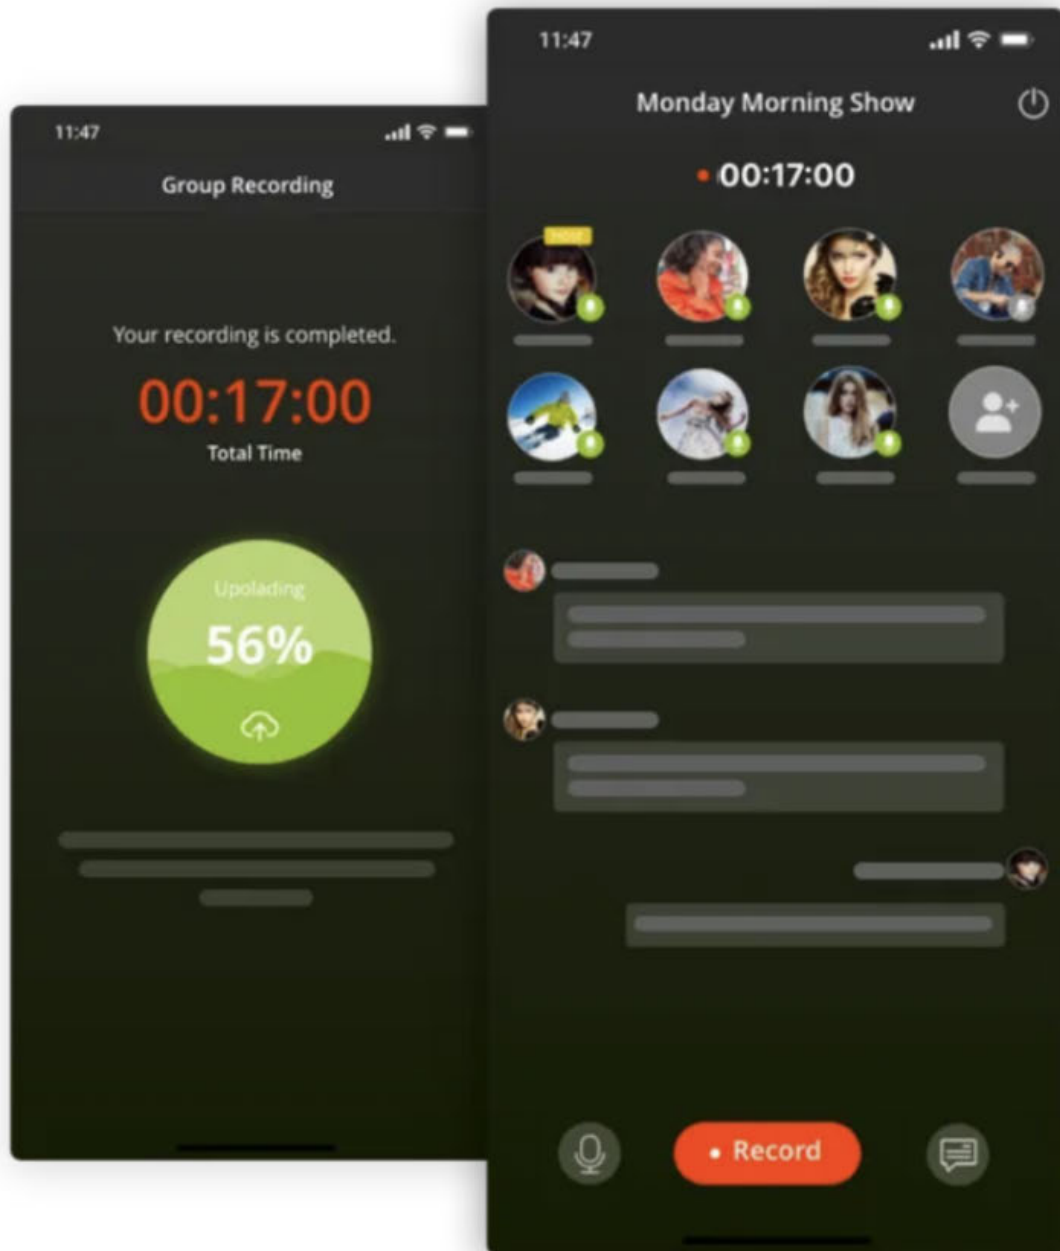 11:47
Group Recording
Your recording is completed.
00:17:00
Total Time
Upolading
56%
11:47
Monday Morning Show
00:17:00
Record